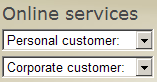 Online services
Personal customer:
Corporate customer: